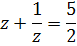 z + 1/z = 5/2